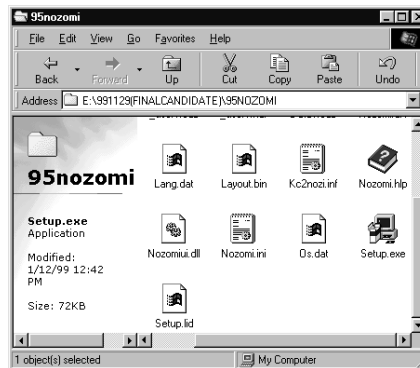 95nozomi
File Edit View Go Favorites Help
Back Forward Up Cut Copy Paste Undo
Address E:\991129(FINALCANDIDATE)\95NOZOMI
95nozomi
Setup.exe
Application
Modified:
1/12/99 12:42
PM
Size: 72KB
Lang.dat Layout.bin Kc2nozi.inf Nozomi.hlp
Nozomiui.dll Nozomi.ini Os.dat Setup.exe
Setup.lid
1 object(s) selected My Computer